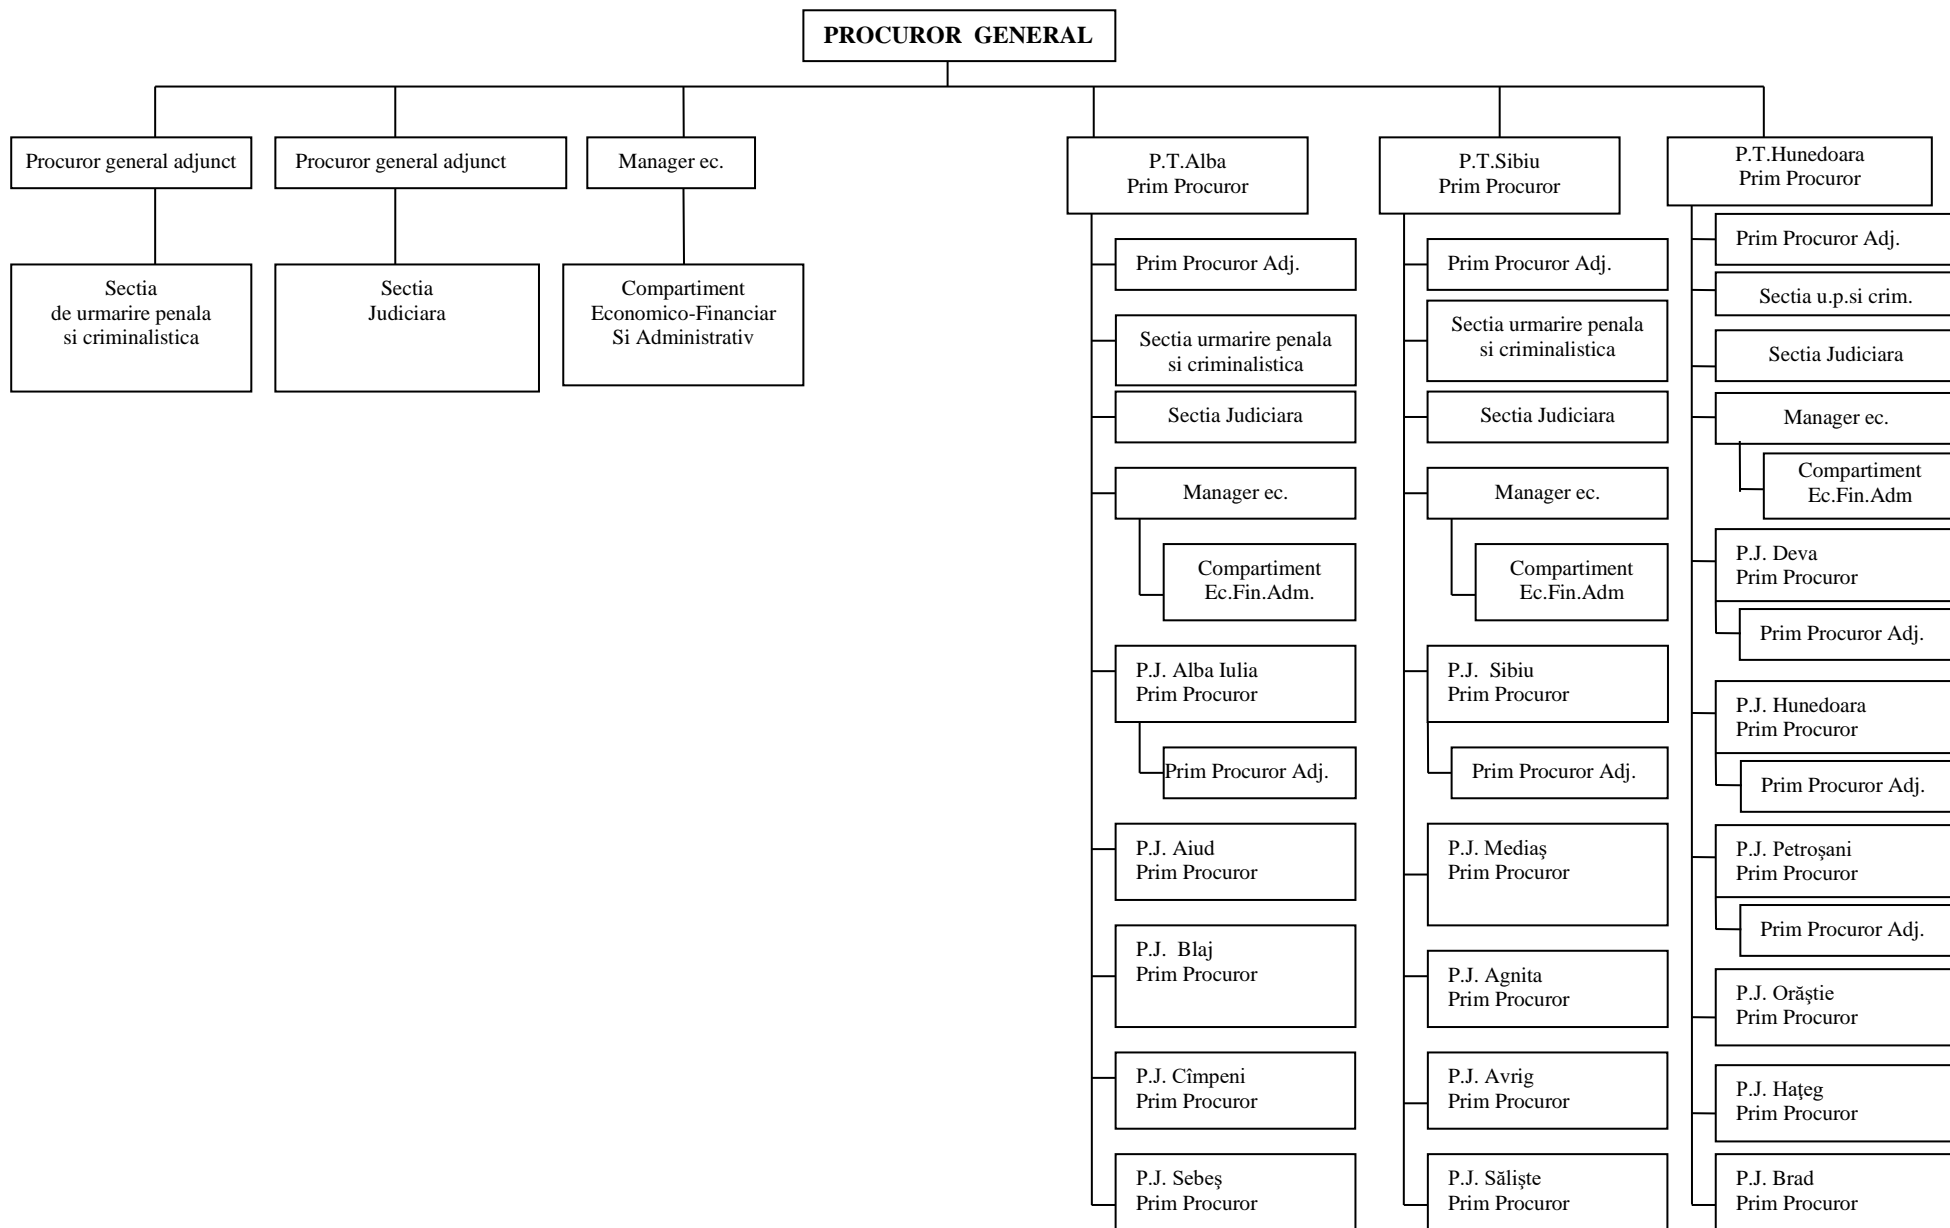 PROCUROR GENERAL
Procuror general adjunct
Sectia
de urmarire penala
si criminalistica
Procuror general adjunct
Sectia
Judiciara
Manager ec.
Compartiment
Economico-Financiar
Si Administrativ
P.T.Alba
Prim Procuror
Prim Procuror Adj.
Sectia urmarire penala
si criminalistica
Sectia Judiciara
Manager ec.
Compartiment
Ec.Fin.Adm.
P.J. Alba Iulia
Prim Procuror
Prim Procuror Adj.
P.J. Aiud
Prim Procuror
P.J. Blaj
Prim Procuror
P.J. Cîmpeni
Prim Procuror
P.J. Sebeş
Prim Procuror
P.T.Sibiu
Prim Procuror
Prim Procuror Adj.
Sectia urmarire penala
si criminalistica
Sectia Judiciara
Manager ec.
Compartiment
Ec.Fin.Adm
P.J. Sibiu
Prim Procuror
Prim Procuror Adj.
P.J. Mediaş
Prim Procuror
P.J. Agnita
Prim Procuror
P.J. Avrig
Prim Procuror
P.J. Sălişte
Prim Procuror
P.T.Hunedoara
Prim Procuror
Prim Procuror Adj.
Sectia u.p.si crim.
Sectia Judiciara
Manager ec.
Compartiment
Ec.Fin.Adm
P.J. Deva
Prim Procuror
Prim Procuror Adj.
P.J. Hunedoara
Prim Procuror
Prim Procuror Adj.
P.J. Petroşani
Prim Procuror
Prim Procuror Adj.
P.J. Orăştie
Prim Procuror
P.J. Haţeg
Prim Procuror
P.J. Brad
Prim Procuror